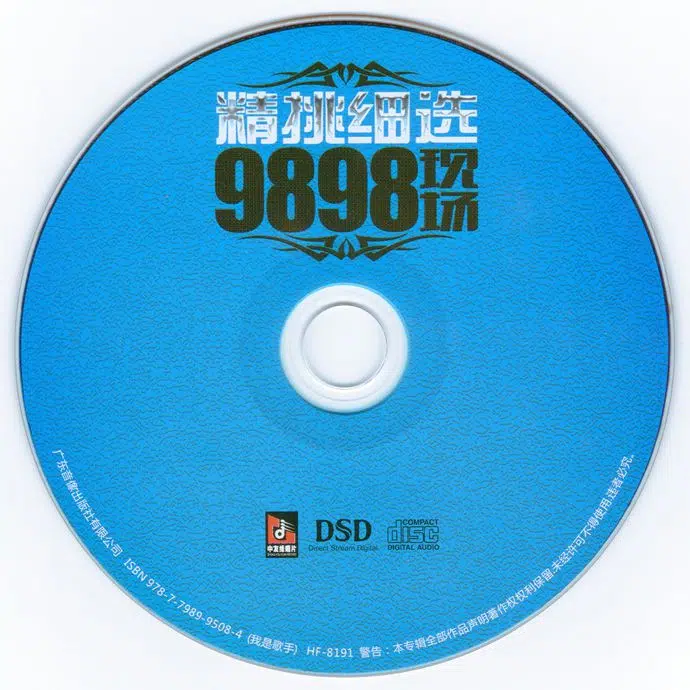 精挑细选
9898现场
中发唱片
DSD
Direct Stream Digital
COMPACT
disc
DIGITAL AUDIO
广东音像出版社有限公司 ISBN 978-7-7989-9508-4 (我是歌手) HF-8191 警告:本专辑全部作品声明著作权权利保留;未经许可不得使用,违者必究。